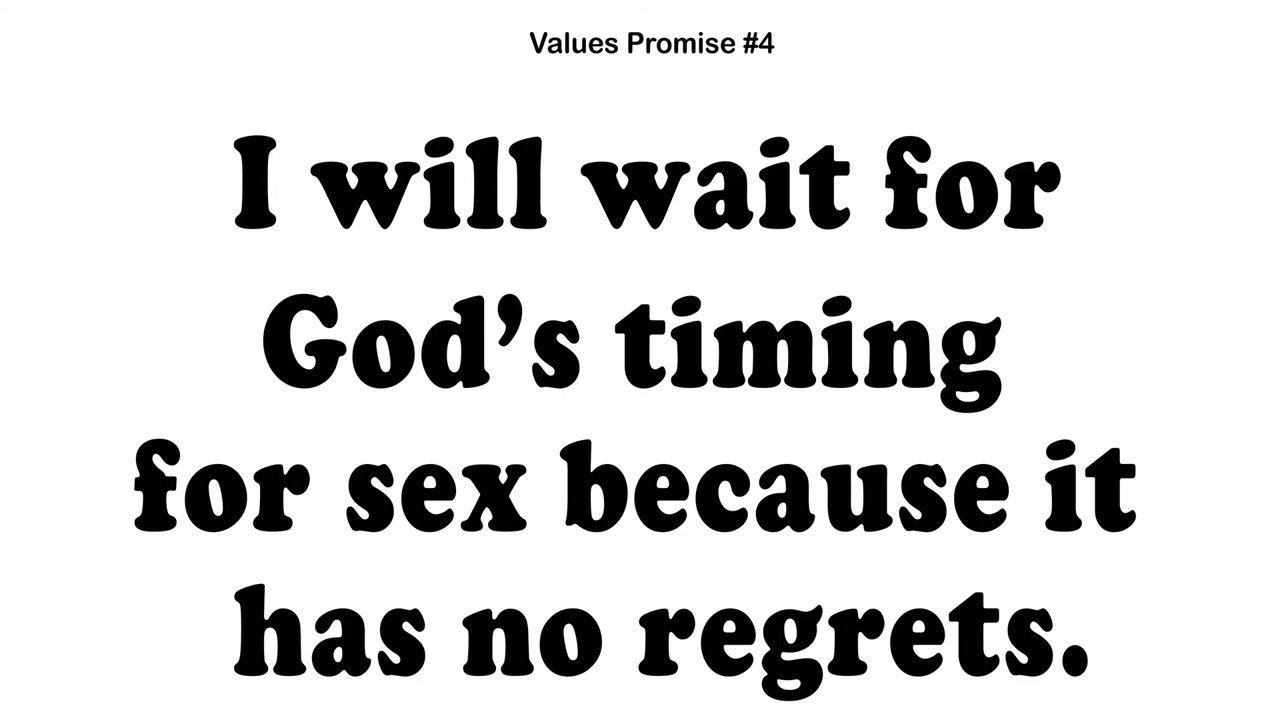 Values Promise #4
I will wait for
God’s timing
for sex because it
has no regrets.